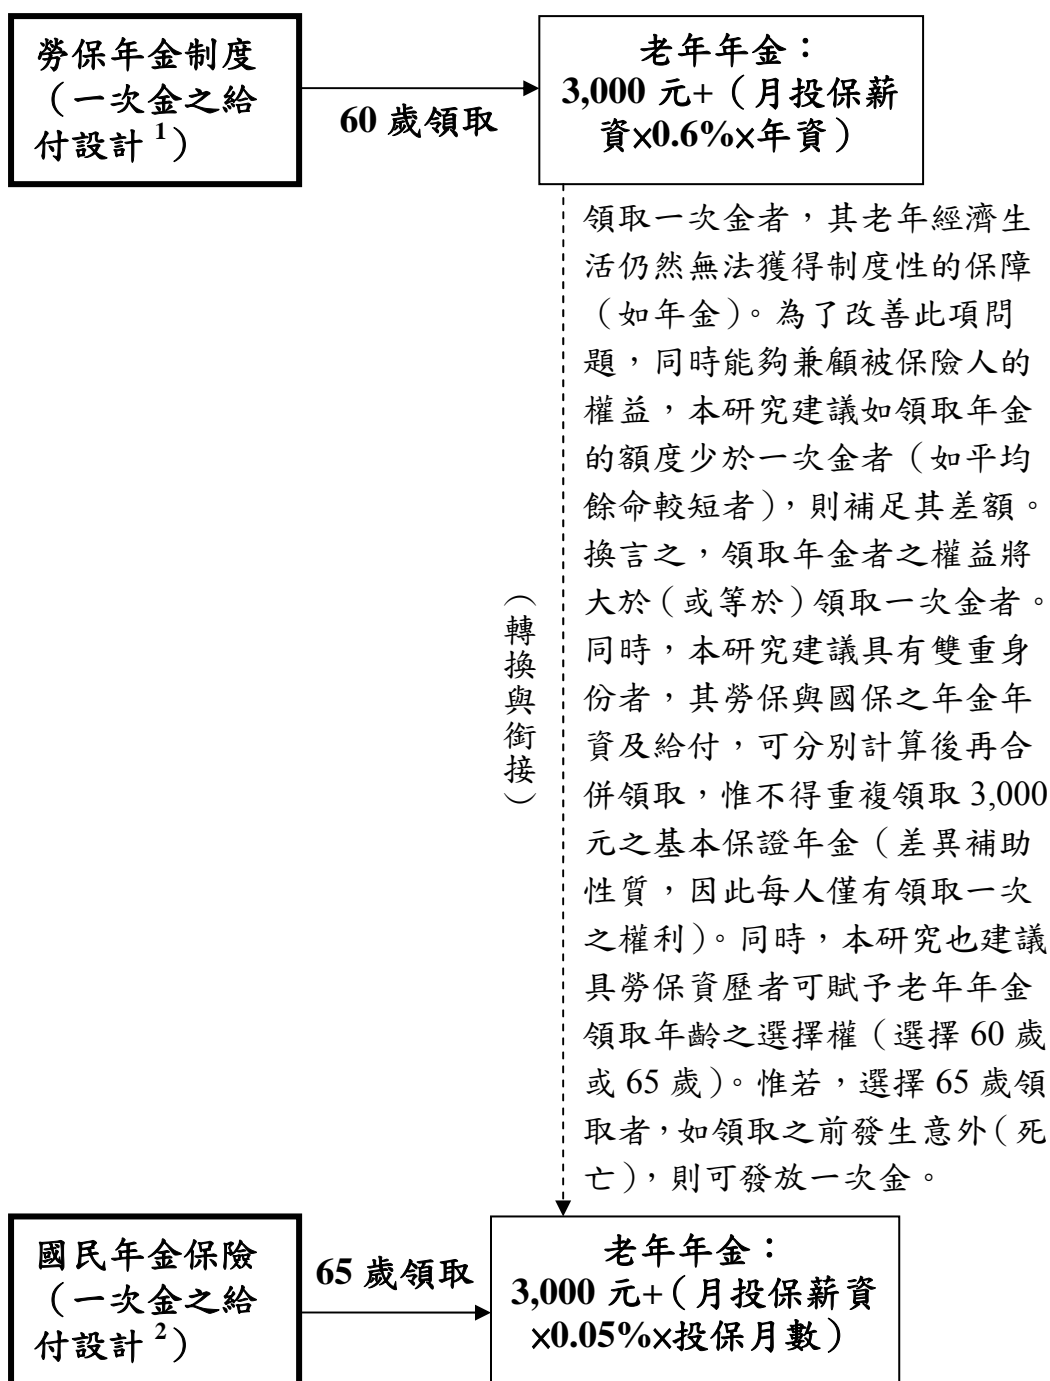 勞保年金制度
（一次金之給
付設計 1）
60 歲領取
老年年金：
3,000 元+（月投保薪
資×0.6%×年資）
領取一次金者，其老年經濟生
活仍然無法獲得制度性的保障
（如年金）。為了改善此項問
題，同時能夠兼顧被保險人的
權益，本研究建議如領取年金
的額度少於一次金者（如平均
餘命較短者），則補足其差額。
換言之，領取年金者之權益將
大於（或等於）領取一次金者。
同時，本研究建議具有雙重身
份者，其勞保與國保之年金年
資及給付，可分別計算後再合
併領取，惟不得重複領取 3,000
元之基本保證年金（差異補助
性質，因此每人僅有領取一次
之權利）。同時，本研究也建議
具勞保資歷者可賦予老年年金
領取年齡之選擇權（選擇 60 歲
或 65 歲）。惟若，選擇 65 歲領
取者，如領取之前發生意外（死
亡），則可發放一次金。
（轉換與銜接）
國民年金保險
（一次金之給
付設計 2）
65 歲領取
老年年金：
3,000 元+（月投保薪資
×0.05%×投保月數）